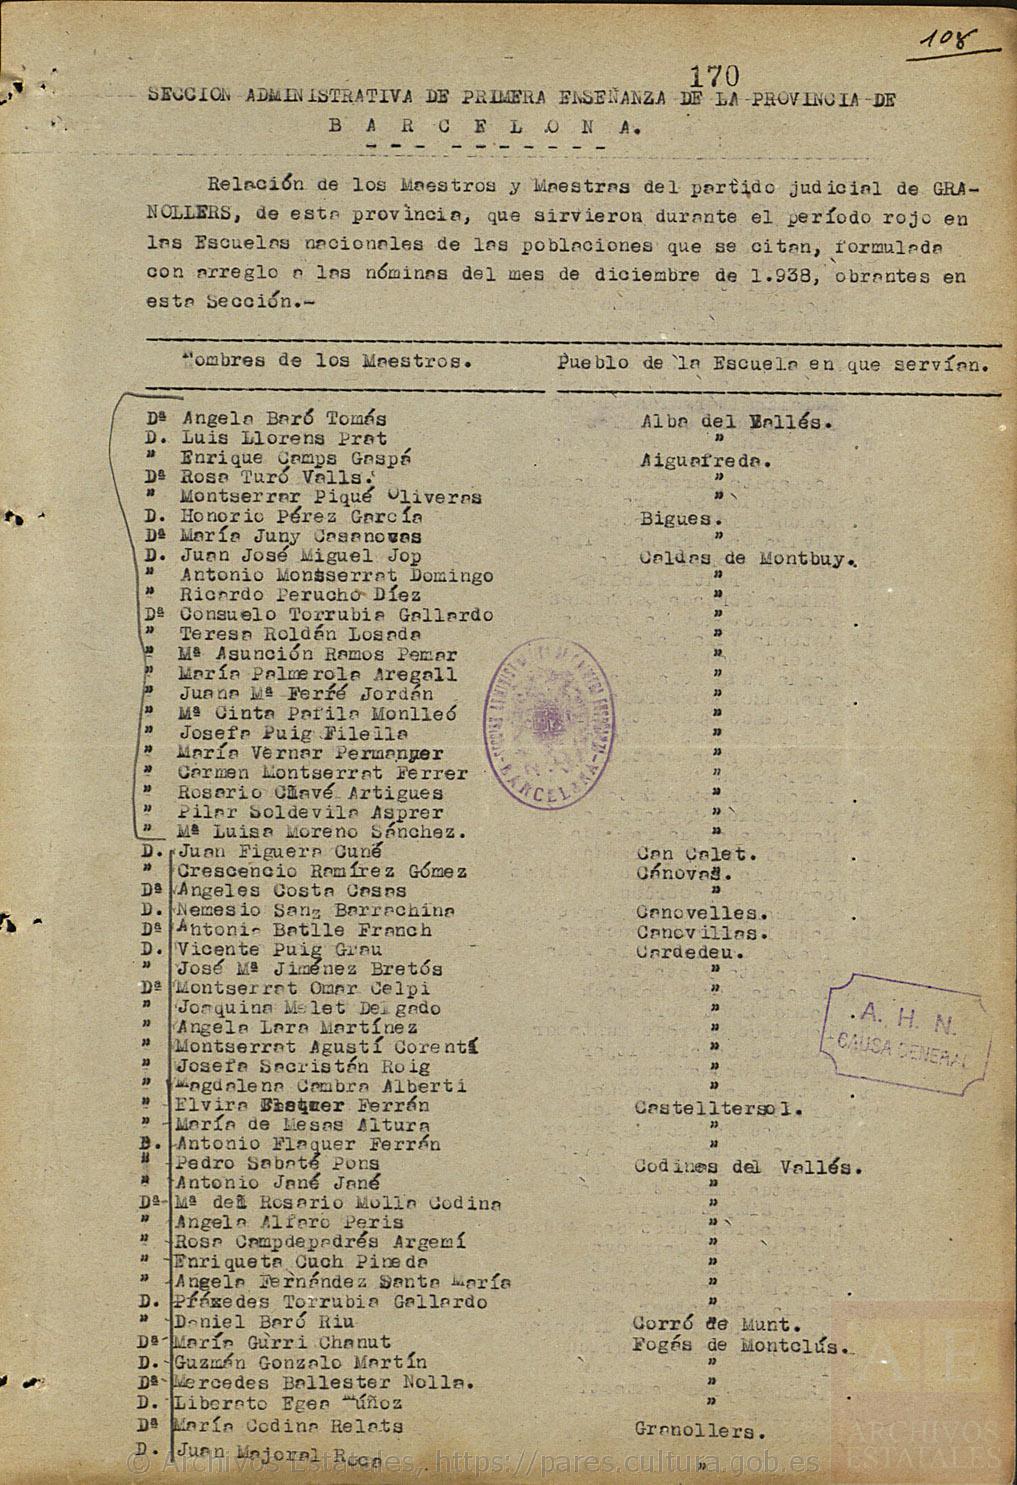 108
170
SECCION ADMINISTRATIVA DE PRIMERA ENSEÑANZA DE LA PROVINCIA DE
B A R C E L O N A.
Relación de los Maestros y Maestras del partido judicial de GRA-
NOLLERS, de esta provincia, que sirvieron durante el período rojo en
las Escuelas nacionales de las poblaciones que se citan, formulada
con arreglo a las nóminas del mes de diciembre de 1.938, obrantes en
esta Sección.-
Nombres de los Maestros. Pueblo de la Escuela en que servían.
Dª Angela Baró Tomás Alba del Vallés.
D. Luis Llorens Prat "
" Enrique Camps Gaspá Aiguafreda.
Dª Rosa Turó Valls. "
" Montserrar Piqué Oliveras "
D. Honorio Pérez García Bigues.
Dª María Juny Casanovas "
D. Juan José Miguel Jop Caldas de Montbuy.
" Antonio Monsserrat Domingo "
" Ricardo Perucho Díez "
Dª Consuelo Torrubia Gallardo "
" Teresa Roldán Losada "
" Mª Asunción Ramos Pemar "
" María Palmerola Aregall "
" Juana Mª Ferré Jordán "
" Mª Cinta Pafila Monlleó "
" Josefa Puig Filella "
" María Vernar Permanyer "
" Carmen Montserrat Ferrer "
" Rosario Clavé Artigues "
" Pilar Soldevila Asprer "
" Mª Luisa Moreno Sánchez. "
D. Juan Figuera Cuné Can Calet.
" Crescencio Ramírez Gómez Cánovas.
Dª Angeles Costa Casas "
D. Nemesio Sanz Barrachina Canovelles.
Dª Antonia Batlle Franch Canovillas.
D. Vicente Puig Grau Cardedeu.
" José Mª Jiménez Bretós "
Dª Montserrat Omar Celpi "
" Joaquina Malet Delgado "
" Angela Lara Martínez "
" Montserrat Agustí Corentí "
" Josefa Sacristán Roig "
" Magdalena Cambra Alberti "
" Elvira Flaquer Ferrán Castelltersol.
" María de Mesas Altura "
D. Antonio Flaquer Ferrán "
" Pedro Sabaté Pons Codinas del Vallés.
" Antonio Jané Jané "
Dª Mª del Rosario Molla Codina "
" Angela Alfaro Peris "
" Rosa Campdepadrés Argemí "
" Enriqueta Cuch Pineda "
" Angela Fernández Santa María "
D. Práxedes Torrubia Gallardo "
" Daniel Baró Riu Corró de Munt.
Dª María Gurri Chanut Fogás de Montclús.
D. Guzmán Gonzalo Martín "
Dª Mercedes Ballester Nolla. "
D. Liberato Egea Múñoz "
Dª María Codina Relats Granollers.
D. Juan Majoral Roca "
BARCELONA
A. H. N.
CAUSA GENERAL
A E
ARCHIVOS
ESTATALES
© Archivos Estatales, https://pares.cultura.gob.es